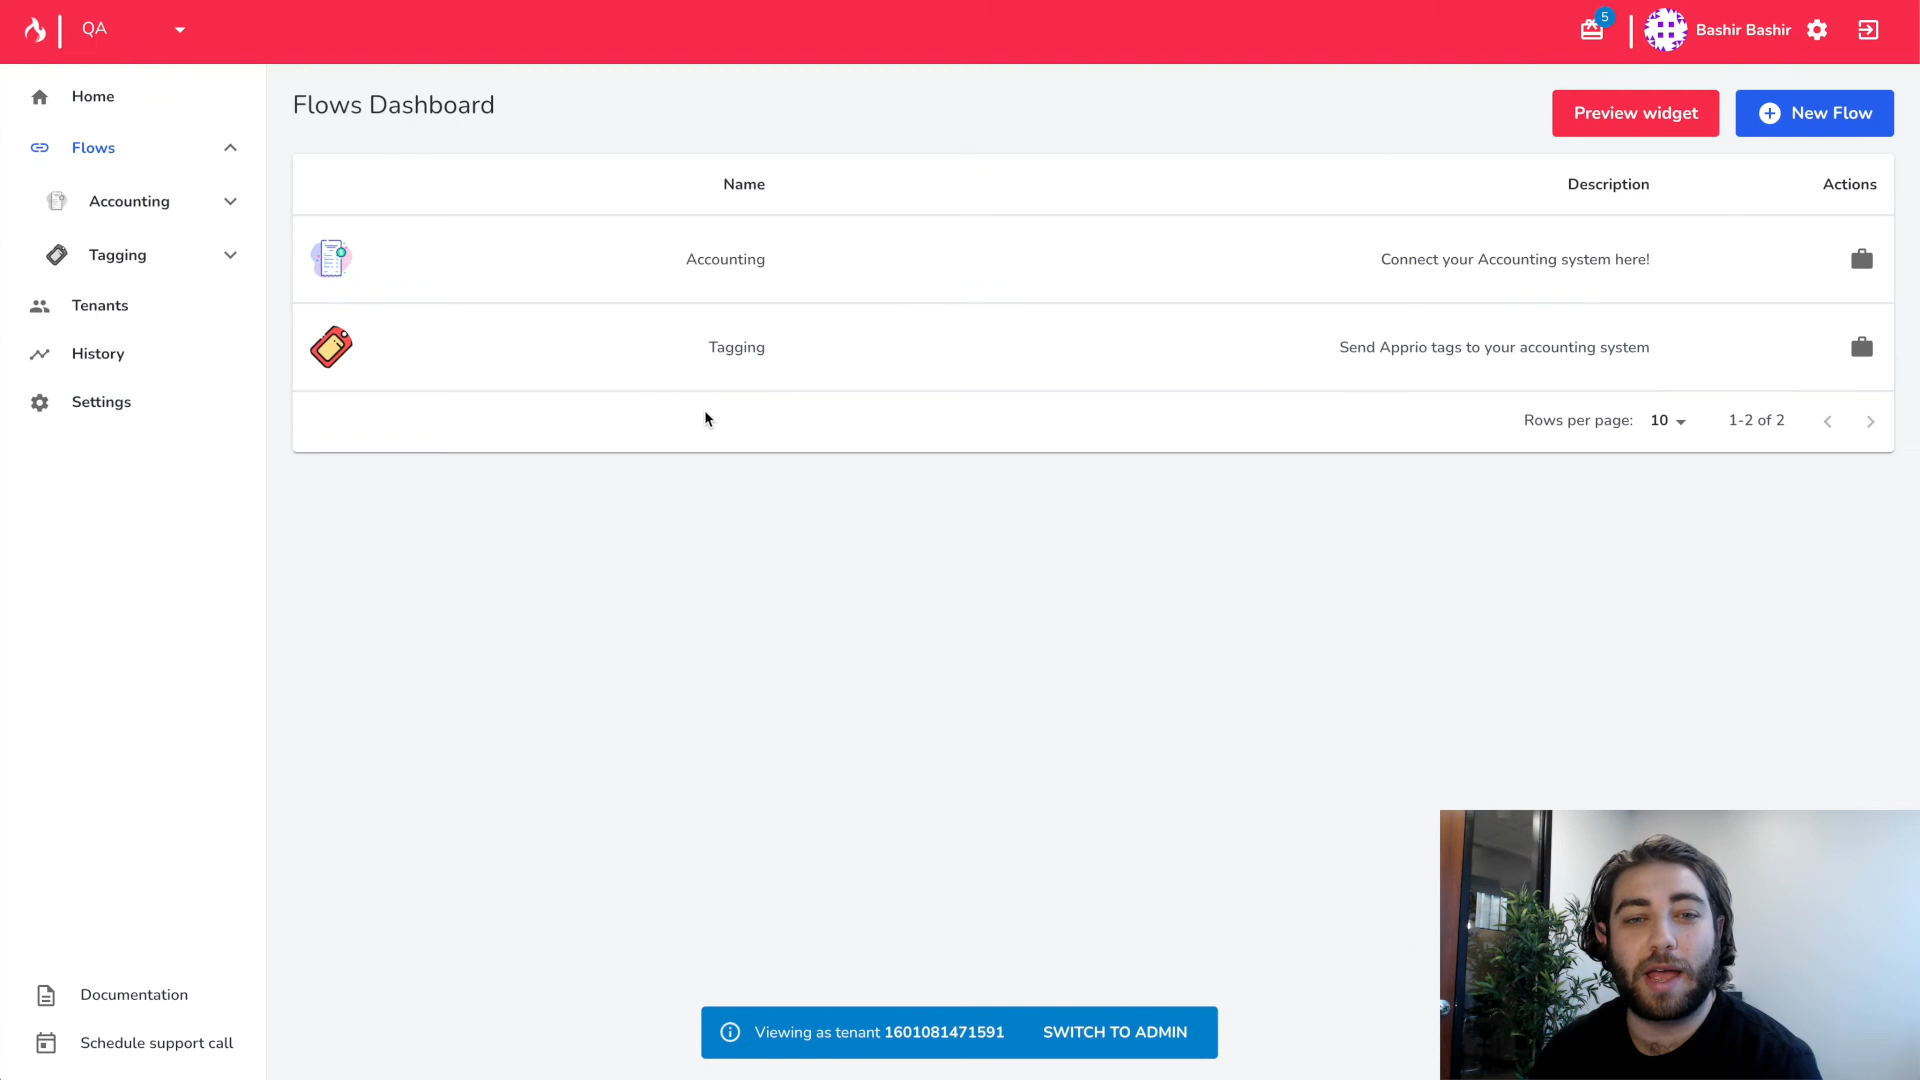 QA
5
Bashir Bashir
Home
Flows
Accounting
Tagging
Tenants
History
Settings
Documentation
Schedule support call
Flows Dashboard
Preview widget
New Flow
Name Description Actions
Accounting Connect your Accounting system here!
Tagging Send Apprio tags to your accounting system
Rows per page: 10 1-2 of 2
Viewing as tenant 1601081471591 SWITCH TO ADMIN